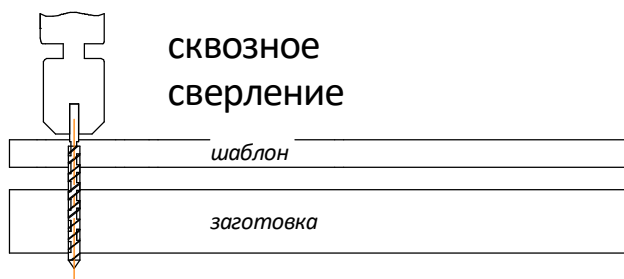 сквозное
сверление
шаблон
заготовка